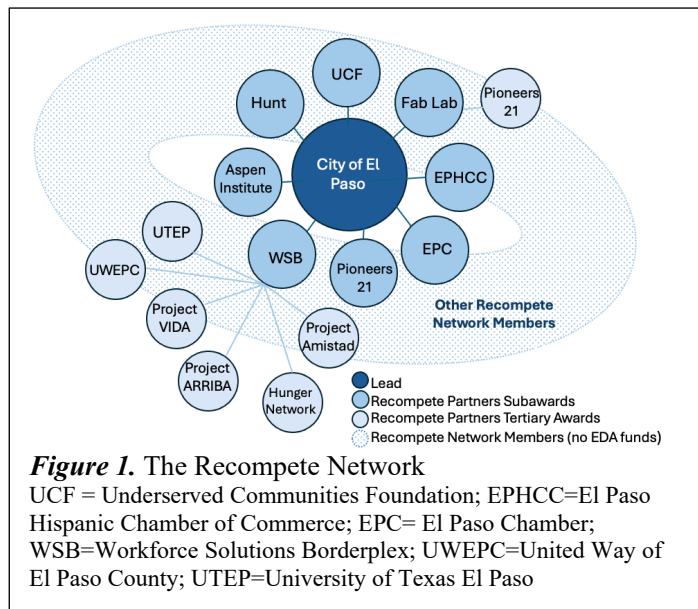 UCF
Hunt
Fab Lab
Pioneers
21
City of El
Paso
Aspen
Institute
EPHCC
UTEP
WSB
EPC
UWEPC
Pioneers
21
Project
VIDA
Other Recompete
Network Members
Project
Amistad
Project
ARRIBA
Hunger
Network
Lead
Recompete Partners Subawards
Recompete Partners Tertiary Awards
Recompete Network Members (no EDA funds)
Figure 1. The Recompete Network
UCF = Underserved Communities Foundation; EPHCC=El Paso
Hispanic Chamber of Commerce; EPC= El Paso Chamber;
WSB=Workforce Solutions Borderplex; UWEPC=United Way of
El Paso County; UTEP=University of Texas El Paso